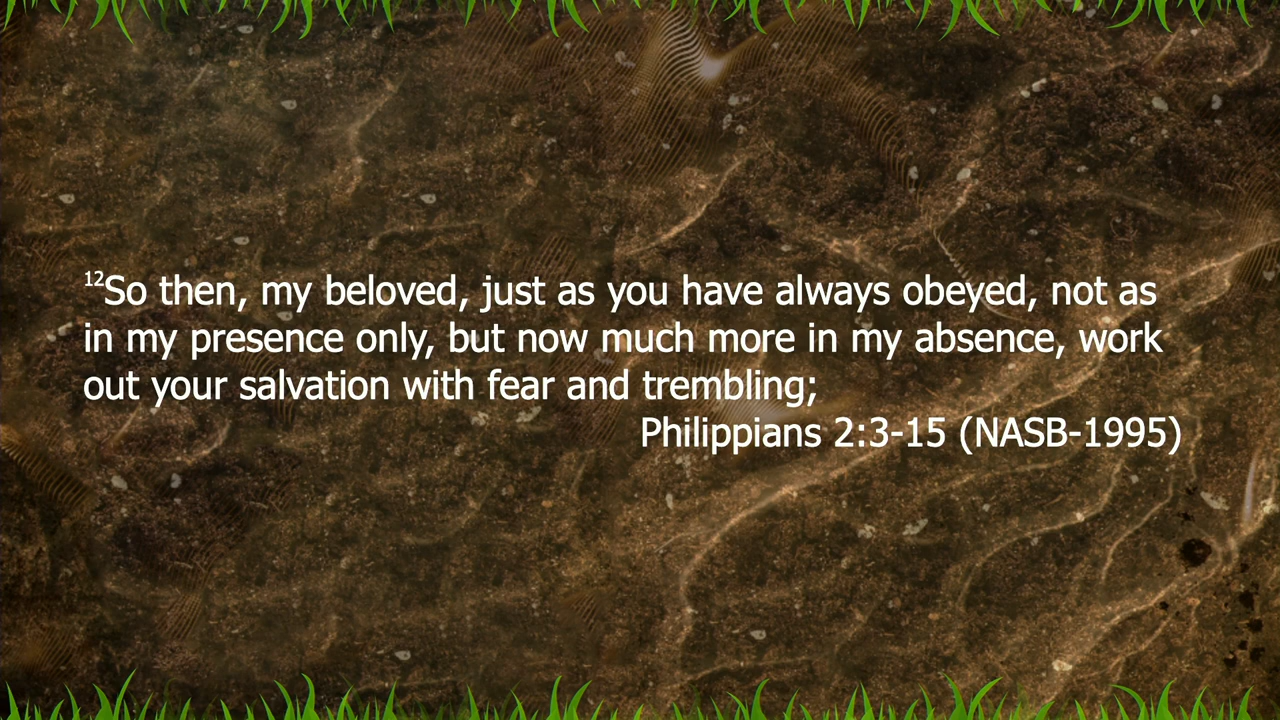 ¹²So then, my beloved, just as you have always obeyed, not as
in my presence only, but now much more in my absence, work
out your salvation with fear and trembling;
Philippians 2:3-15 (NASB-1995)